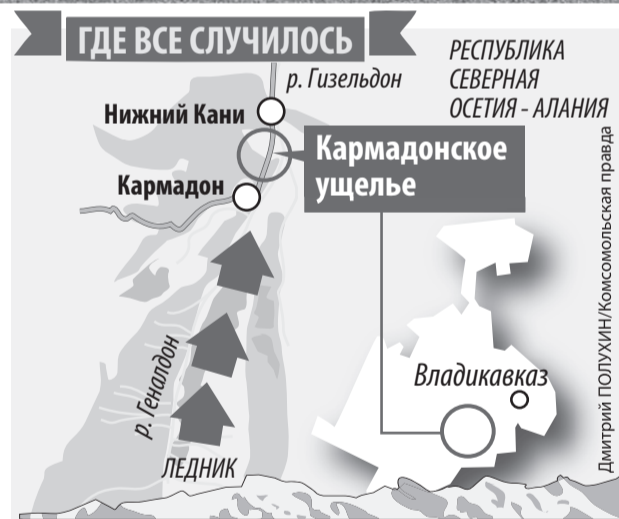 ГДЕ ВСЕ СЛУЧИЛОСЬ
РЕСПУБЛИКА
СЕВЕРНАЯ
ОСЕТИЯ - АЛАНИЯ
р. Гизельдон
Нижний Кани
Кармадонское
ущелье
Кармадон
р. Геналдон
ЛЕДНИК
Владикавказ
Дмитрий ПОЛУХИН/Комсомольская правда